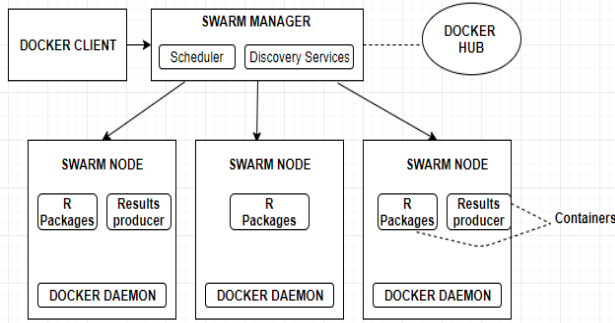 DOCKER CLIENT
SWARM MANAGER
Scheduler
Discovery Services
DOCKER
HUB
SWARM NODE
R
Packages
Results
producer
DOCKER DAEMON
SWARM NODE
R
Packages
DOCKER DAEMON
SWARM NODE
R
Packages
Results
producer
DOCKER DAEMON
Containers